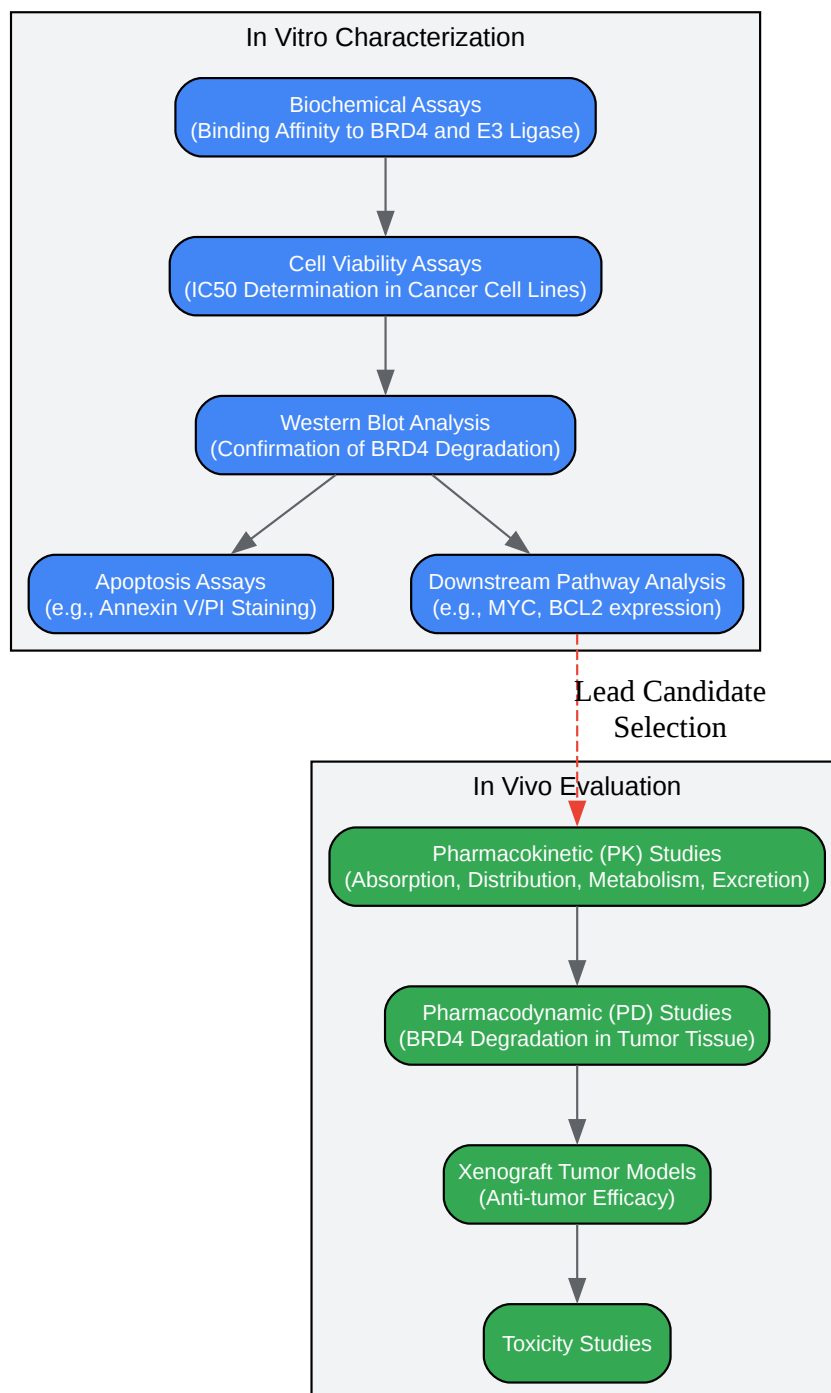 In Vitro Characterization
Biochemical Assays
(Binding Affinity to BRD4 and E3 Ligase)
Cell Viability Assays
(IC50 Determination in Cancer Cell Lines)
Western Blot Analysis
(Confirmation of BRD4 Degradation)
Apoptosis Assays
(e.g., Annexin V/PI Staining)
Downstream Pathway Analysis
(e.g., MYC, BCL2 expression)
Lead Candidate
Selection
In Vivo Evaluation
Pharmacokinetic (PK) Studies
(Absorption, Distribution, Metabolism, Excretion)
Pharmacodynamic (PD) Studies
(BRD4 Degradation in Tumor Tissue)
Xenograft Tumor Models
(Anti-tumor Efficacy)
Toxicity Studies